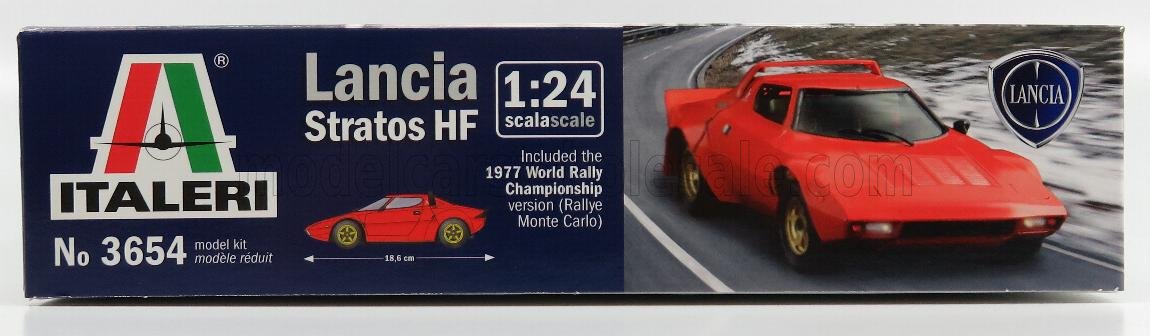 ®
ITALERI
No 3654
model kit
modèle réduit
Lancia
Stratos HF
1:24
scalascale
Included the
1977 World Rally
Championship
version (Rallye
Monte Carlo)
18,6 cm
LANCIA